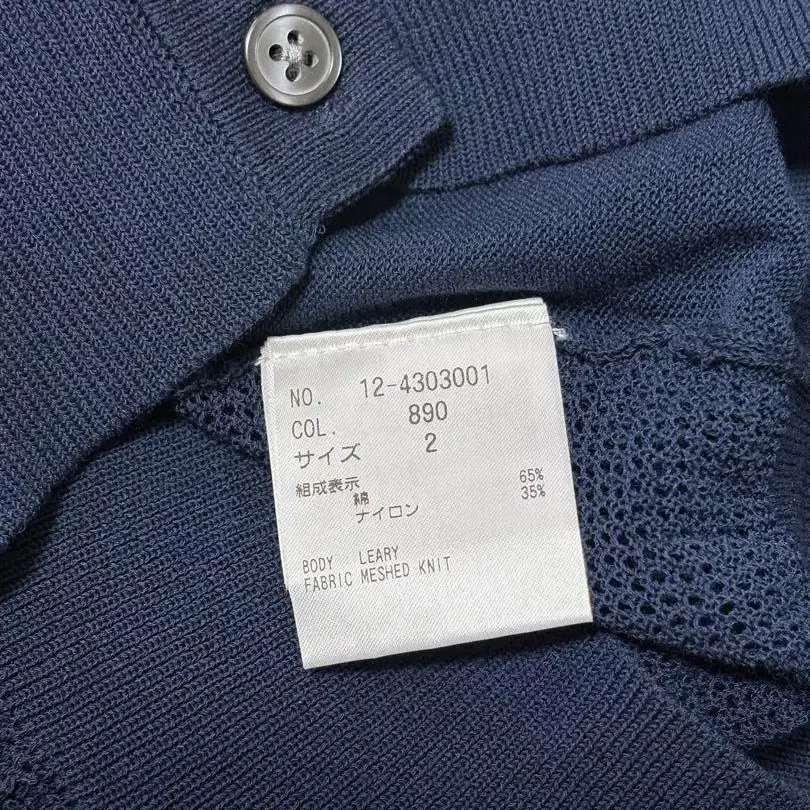 NO. 12-4303001
COL. 890
サイズ 2
組成表示
綿 65%
ナイロン 35%
BODY LEARY
FABRIC MESHED KNIT